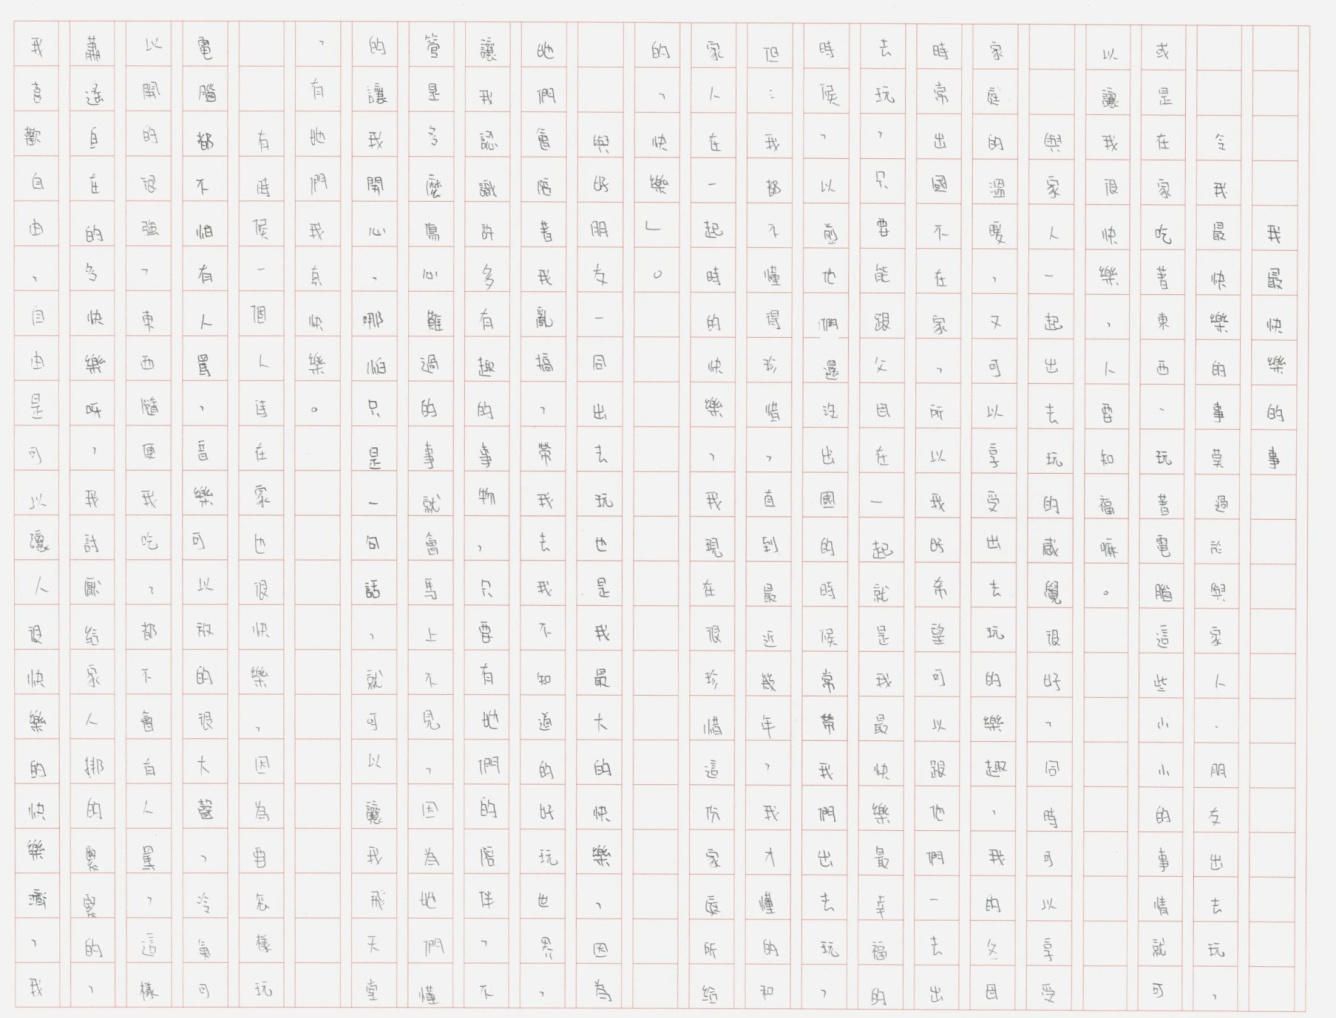 我最快樂的事
令我最快樂的事莫過於與家人、朋友出去玩,
或是在家吃著東西、玩著電腦這些小小的事情就可
以讓我很快樂,人要知福嘛。
與家人一起出去玩的感覺很好,同時可以享受
家庭的溫暖,又可以享受出去玩的樂趣,我的父母
時常出國不在家,所以我所希望可以跟他們一去出
去玩,只要能跟父母在一起就是我最快樂最幸福的
時候,以前他們還沒出國的時候常帶我們出去玩,
但:我都不懂得珍惜,直到最近幾年,我才懂的和
家人在一起時的快樂,我現在很珍惜這份家庭所給
的,快樂」。
與好朋友一同出去玩也是我最大的快樂,因為
他們會陪著我亂搞,帶我去我不知道的好玩世界,
讓我認識許多有趣的事物,只要有他們的陪伴,不
管是多麼傷心難過的事就會馬上不見,因為他們懂
的讓我開心,哪怕只是一句話,就可以讓我飛天堂
,有他們我真快樂。
有時候一個人待在家也很快樂,因為要怎樣玩
電腦都不怕有人罵,音樂可以放的很大聲,冷氣可
以開的很強,東西隨便我吃,都不會有人罵,這樣
蕭遙自在的多快樂呀,我討厭給家人綁的緊緊的,
我喜歡自由,自由是可以讓人很快樂的快樂齋,我